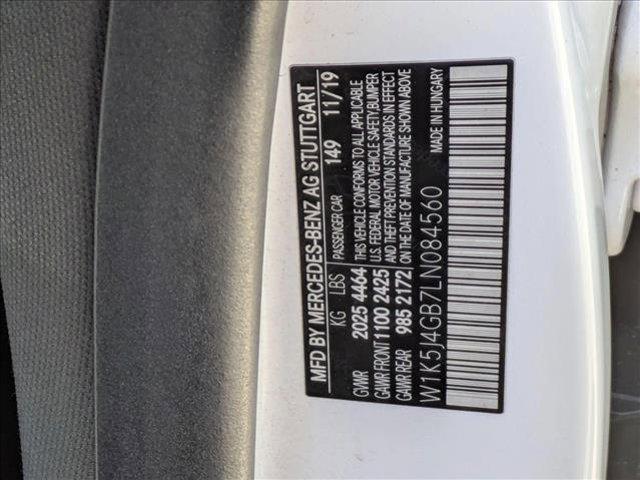 MFD BY MERCEDES-BENZ AG STUTTGART
KG LBS PASSENGER CAR 149 11/19
GVWR 2025 4464 THIS VEHICLE CONFORMS TO ALL APPLICABLE
GAWR FRONT 1100 2425 U.S. FEDERAL MOTOR VEHICLE SAFETY, BUMPER
AND THEFT PREVENTION STANDARDS IN EFFECT
GAWR REAR 985 2172 ON THE DATE OF MANUFACTURE SHOWN ABOVE
W1K5J4GB7LN084560 MADE IN HUNGARY